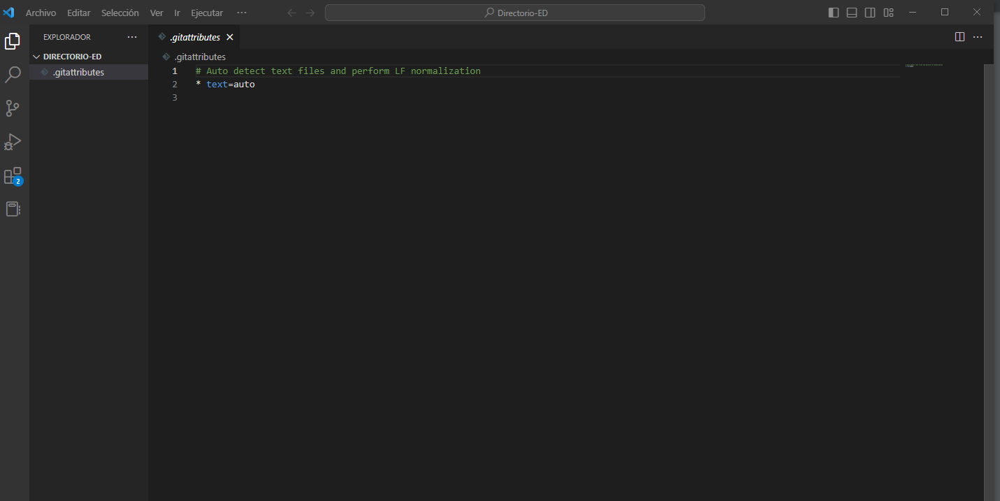 Archivo Editar Selección Ver Ir Ejecutar ··· Directorio-ED
EXPLORADOR ···
DIRECTORIO-ED
.gitattributes
2
.gitattributes
.gitattributes
1 # Auto detect text files and perform LF normalization
2 * text=auto
3